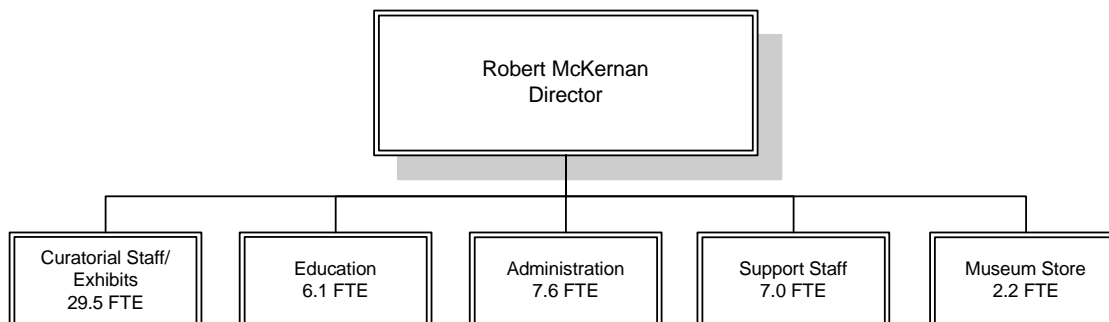 Robert McKernan
Director
Curatorial Staff/
Exhibits
29.5 FTE
Education
6.1 FTE
Administration
7.6 FTE
Support Staff
7.0 FTE
Museum Store
2.2 FTE